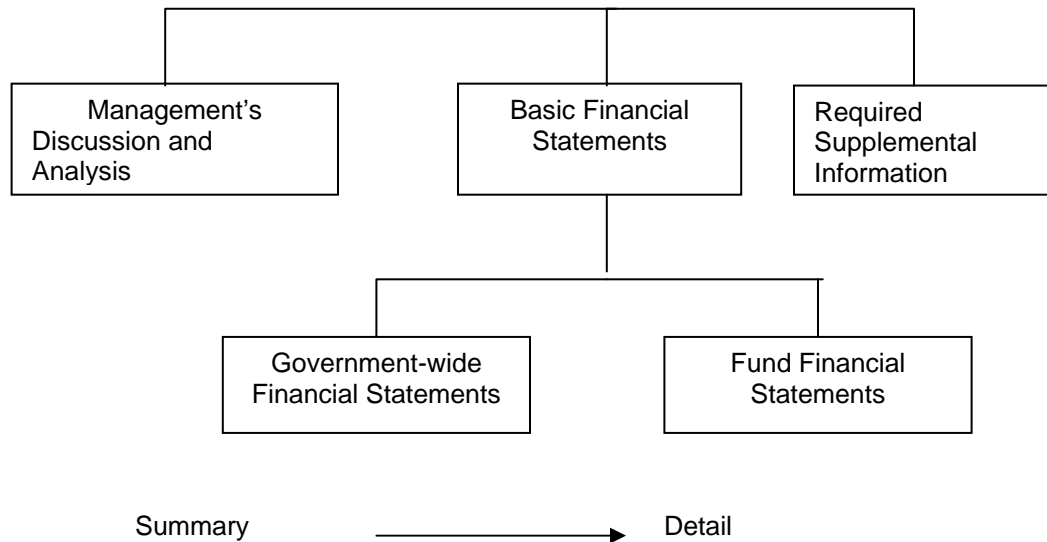 Management’s
Discussion and
Analysis
Basic Financial
Statements
Required
Supplemental
Information
Government-wide
Financial Statements
Fund Financial
Statements
Summary
Detail